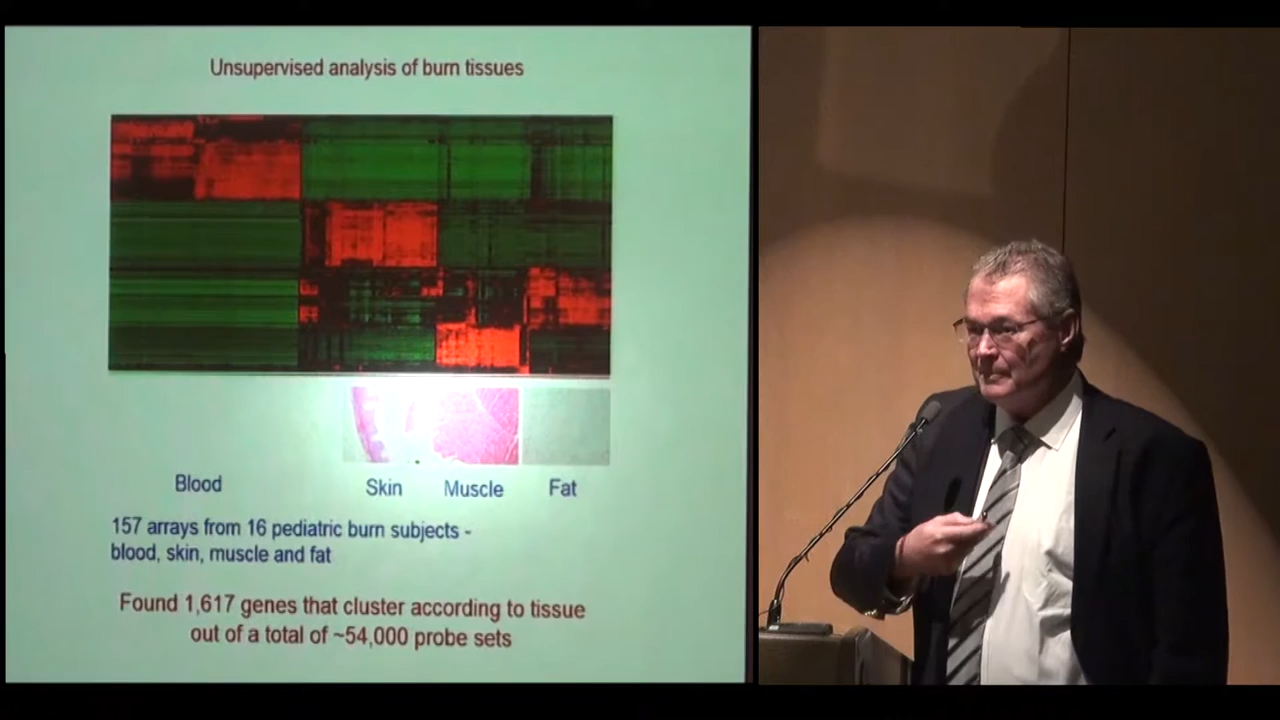 Unsupervised analysis of burn tissues
Blood Skin Muscle Fat
157 arrays from 16 pediatric burn subjects -
blood, skin, muscle and fat
Found 1,617 genes that cluster according to tissue
out of a total of ~54,000 probe sets